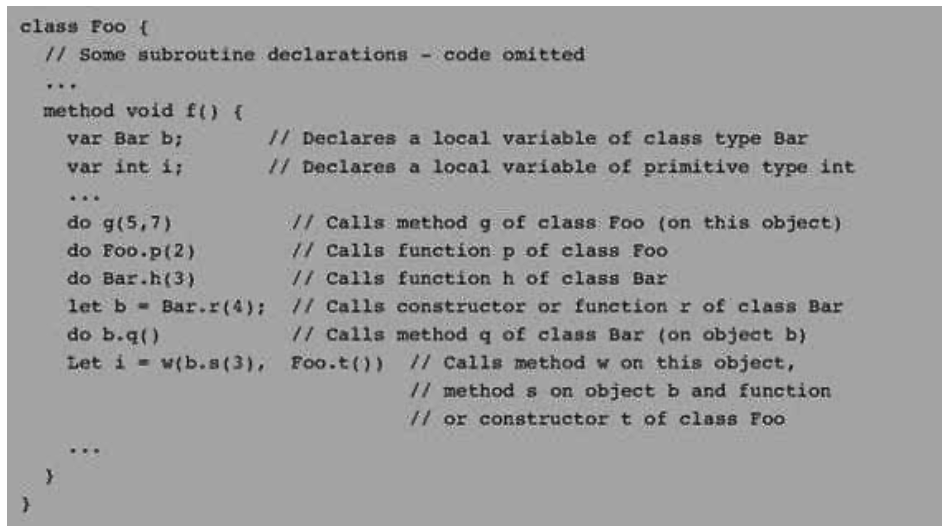 class Foo {
  // Some subroutine declarations – code omitted
  ...
  method void f() {
    var Bar b;        // Declares a local variable of class type Bar
    var int i;        // Declares a local variable of primitive type int
    ...
    do g(5,7)           // Calls method g of class Foo (on this object)
    do Foo.p(2)         // Calls function p of class Foo
    do Bar.h(3)         // Calls function h of class Bar
    let b = Bar.r(4);   // Calls constructor or function r of class Bar
    do b.q()            // Calls method q of class Bar (on object b)
    Let i = w(b.s(3),  Foo.t())  // Calls method w on this object,
                                 // method s on object b and function
                                 // or constructor t of class Foo
    ...
  }
}